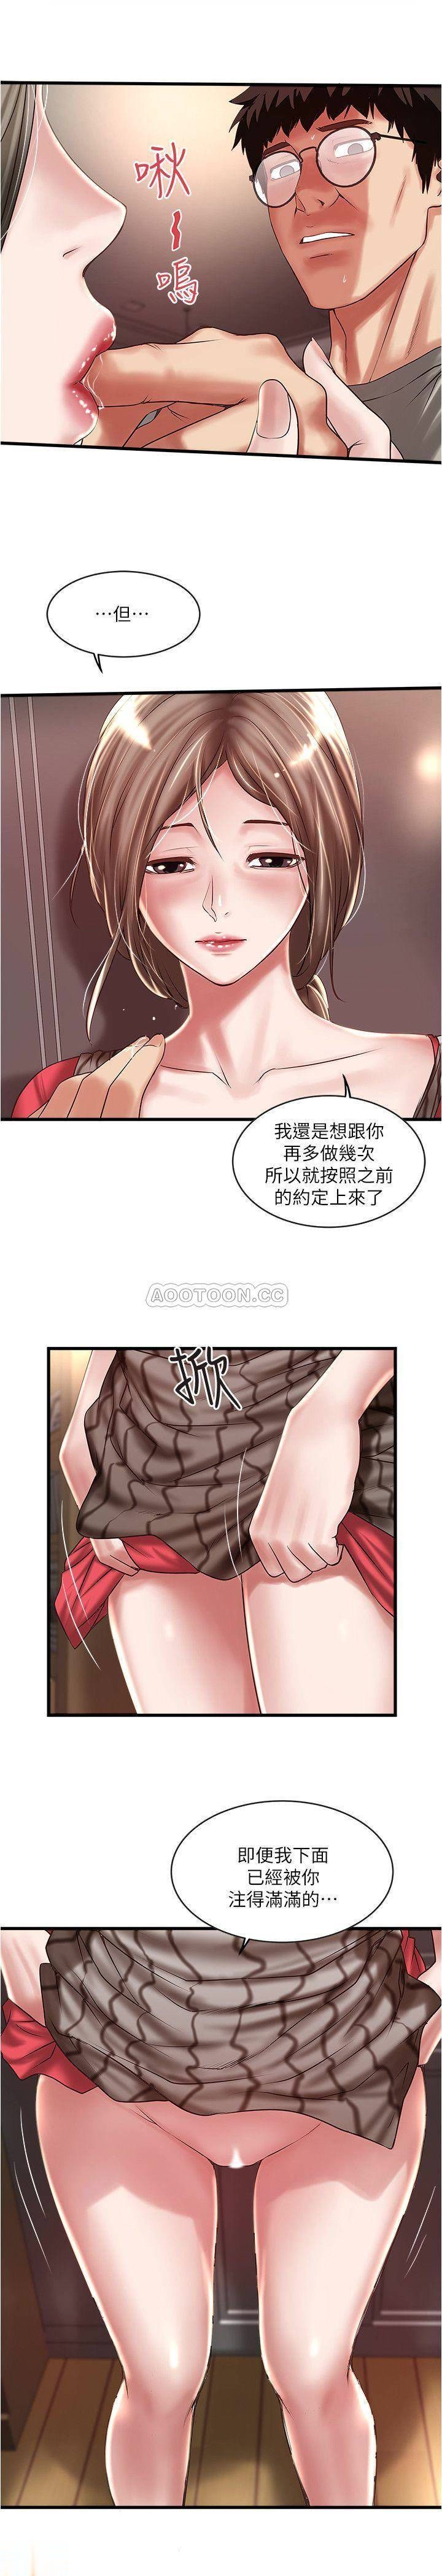 啾
嗚
⋯但⋯
我還是想跟你
再多做幾次
所以就按照之前
的約定上來了
AOOTOON.CC
掀
即便我下面
已經被你
注得滿滿的⋯